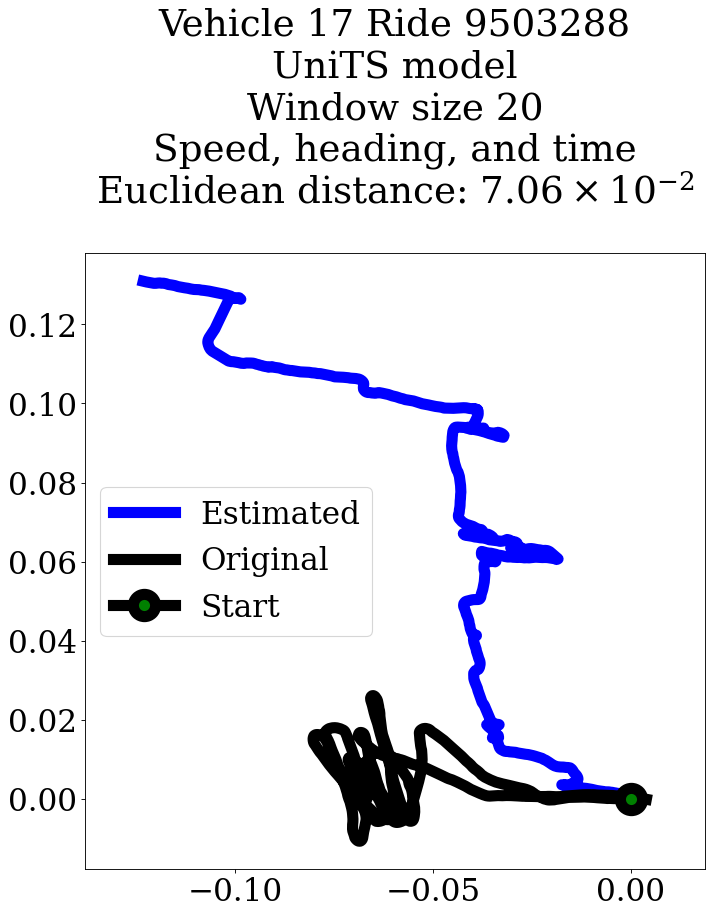 Vehicle 17 Ride 9503288
UniTS model
Window size 20
Speed, heading, and time
Euclidean distance: $7.06 \times 10^{-2}$
0.12
0.10
0.08
0.06
0.04
0.02
0.00
Estimated
Original
Start
−0.10
−0.05
0.00